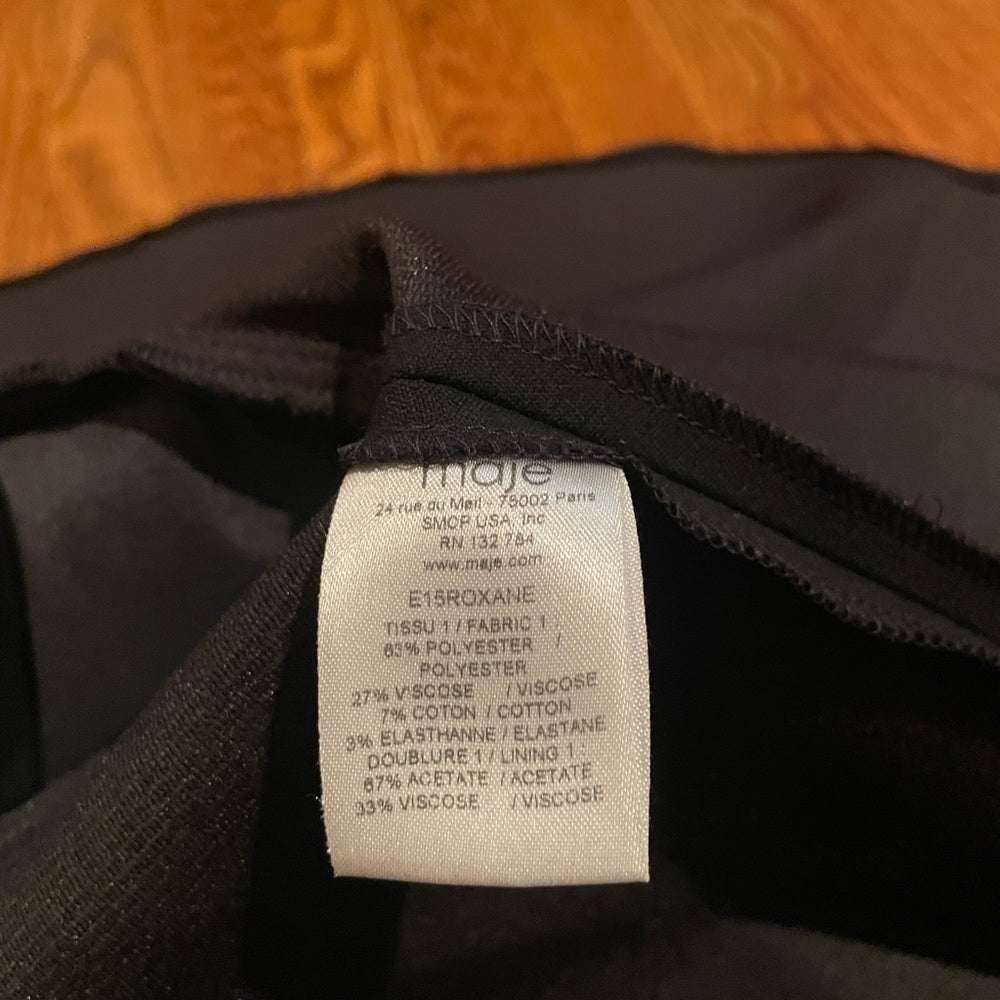 maje
24 rue du Mail - 75002 Paris
SMCP USA, Inc
RN 132 784
www.maje.com
E15ROXANE
TISSU 1 / FABRIC 1
63% POLYESTER /
POLYESTER
27% VISCOSE / VISCOSE
7% COTON / COTTON
3% ELASTHANNE / ELASTANE
DOUBLURE 1 / LINING 1
67% ACETATE / ACETATE
33% VISCOSE / VISCOSE